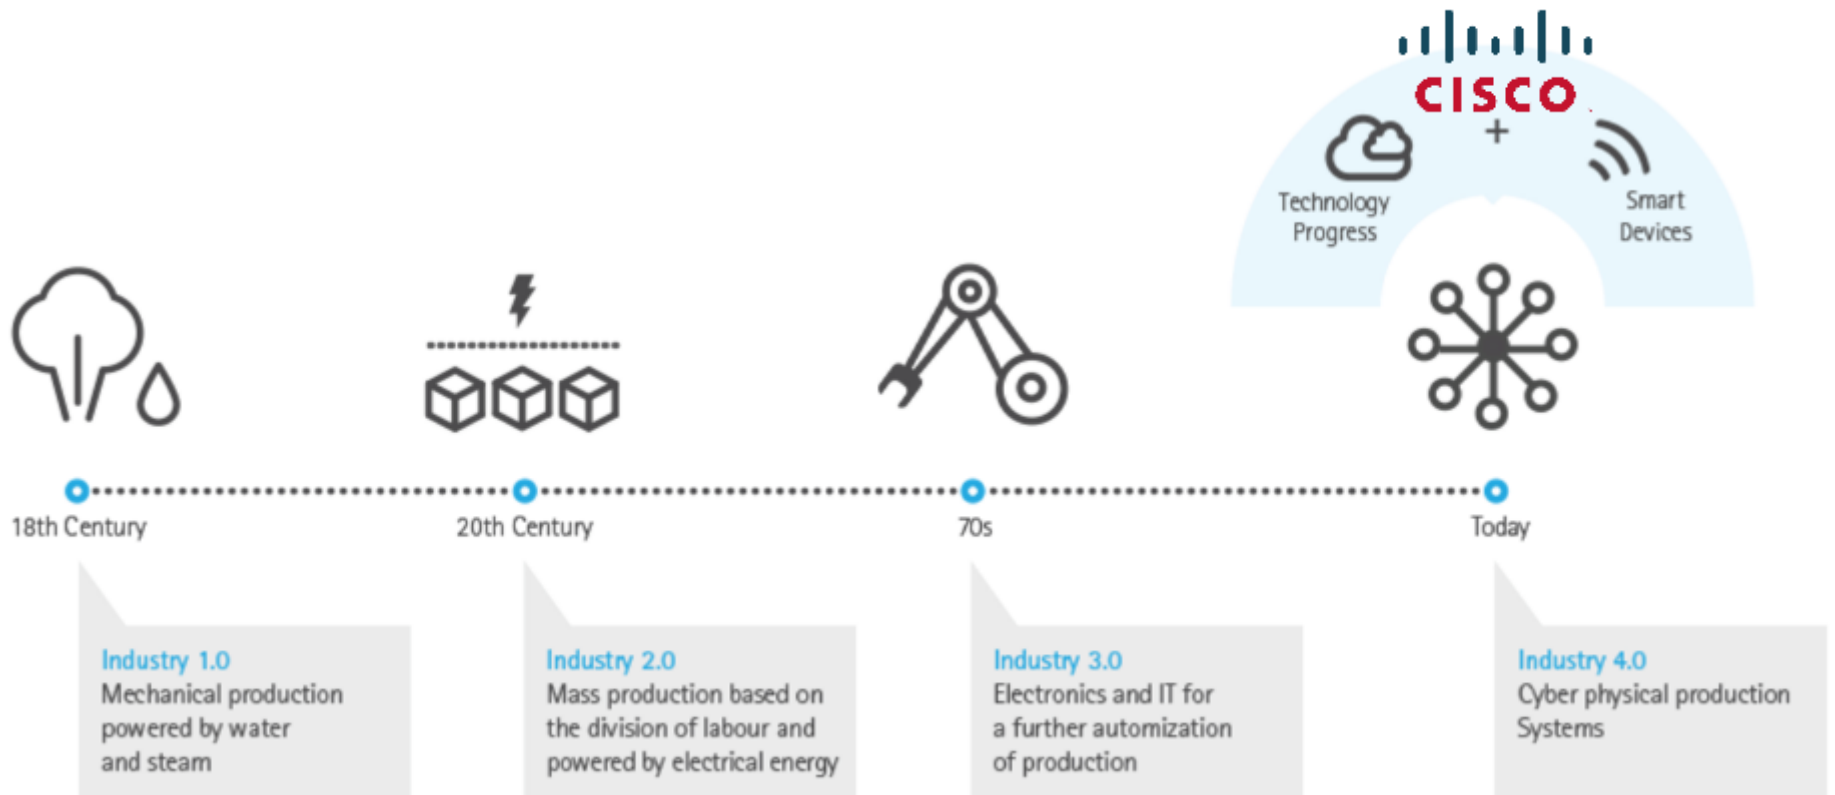 CISCO
+
Technology
Progress
Smart
Devices
18th Century
20th Century
70s
Today
Industry 1.0
Mechanical production
powered by water
and steam
Industry 2.0
Mass production based on
the division of labour and
powered by electrical energy
Industry 3.0
Electronics and IT for
a further automization
of production
Industry 4.0
Cyber physical production
Systems